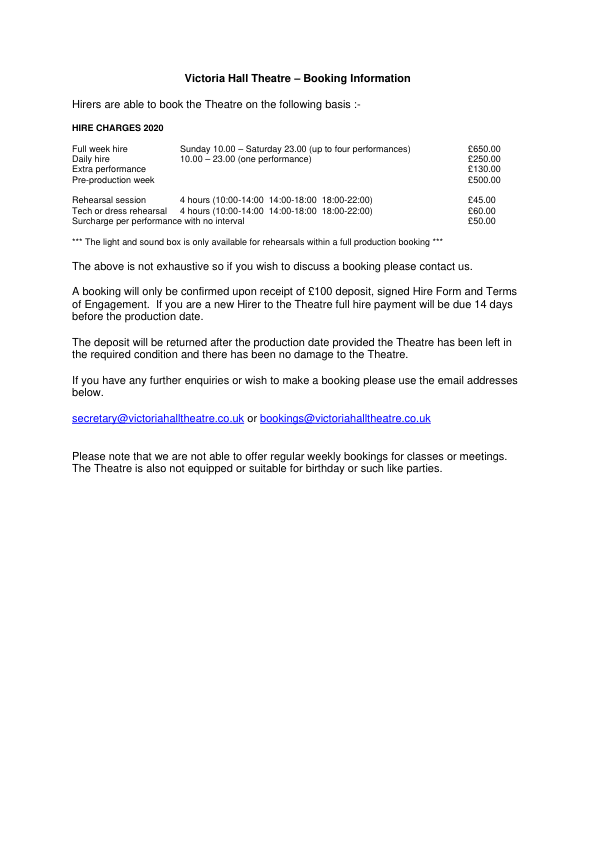 Victoria Hall Theatre – Booking Information
Hirers are able to book the Theatre on the following basis :-
HIRE CHARGES 2020
Full week hire Sunday 10.00 – Saturday 23.00 (up to four performances) £650.00
Daily hire 10.00 – 23.00 (one performance) £250.00
Extra performance £130.00
Pre-production week £500.00
Rehearsal session 4 hours (10:00-14:00 14:00-18:00 18:00-22:00) £45.00
Tech or dress rehearsal 4 hours (10:00-14:00 14:00-18:00 18:00-22:00) £60.00
Surcharge per performance with no interval £50.00
*** The light and sound box is only available for rehearsals within a full production booking ***
The above is not exhaustive so if you wish to discuss a booking please contact us.
A booking will only be confirmed upon receipt of £100 deposit, signed Hire Form and Terms
of Engagement.  If you are a new Hirer to the Theatre full hire payment will be due 14 days
before the production date.
The deposit will be returned after the production date provided the Theatre has been left in
the required condition and there has been no damage to the Theatre.
If you have any further enquiries or wish to make a booking please use the email addresses
below.
secretary@victoriahalltheatre.co.uk or bookings@victoriahalltheatre.co.uk
Please note that we are not able to offer regular weekly bookings for classes or meetings.
The Theatre is also not equipped or suitable for birthday or such like parties.